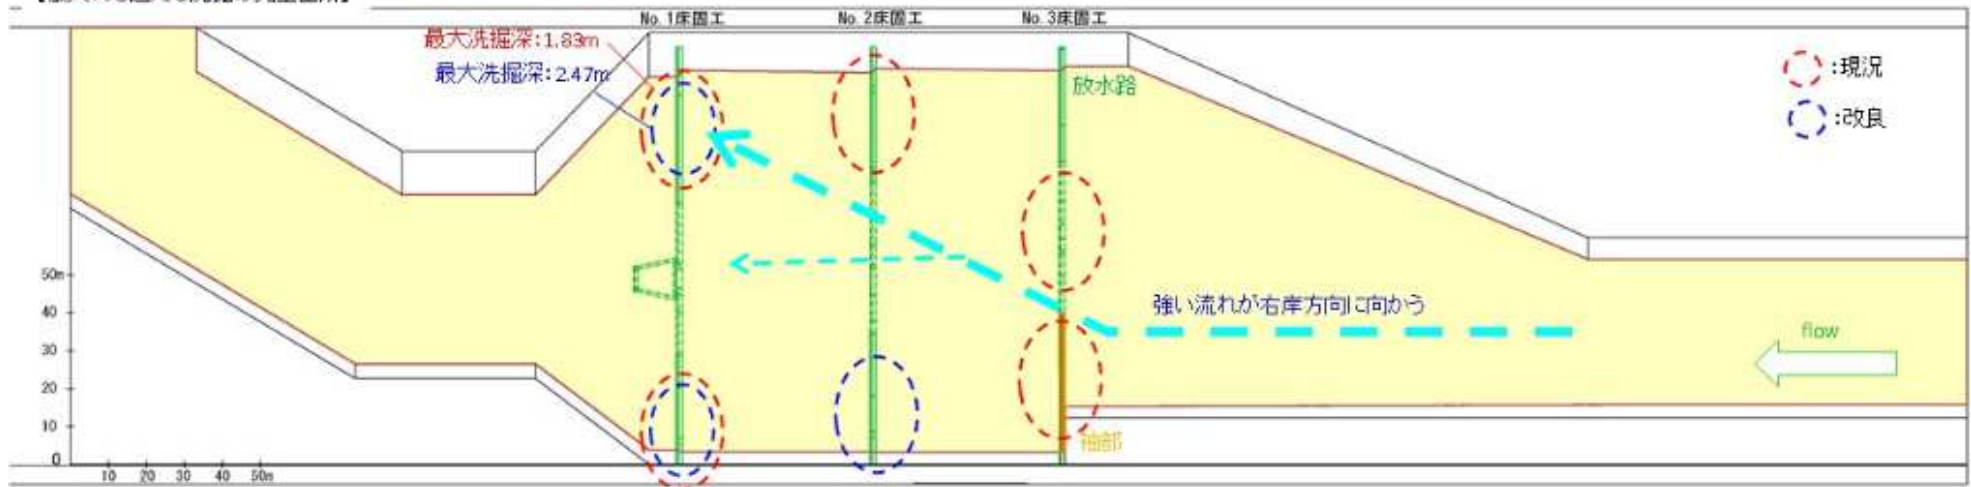 No. 1床固工
No. 2床固工
No. 3床固工
最大洗掘深:1.83m
最大洗掘深:2.47m
放水路
:現況
:改良
強い流れが右岸方向に向かう
flow
袖部
50m
40
30
20
10
0
10 20 30 40 50m